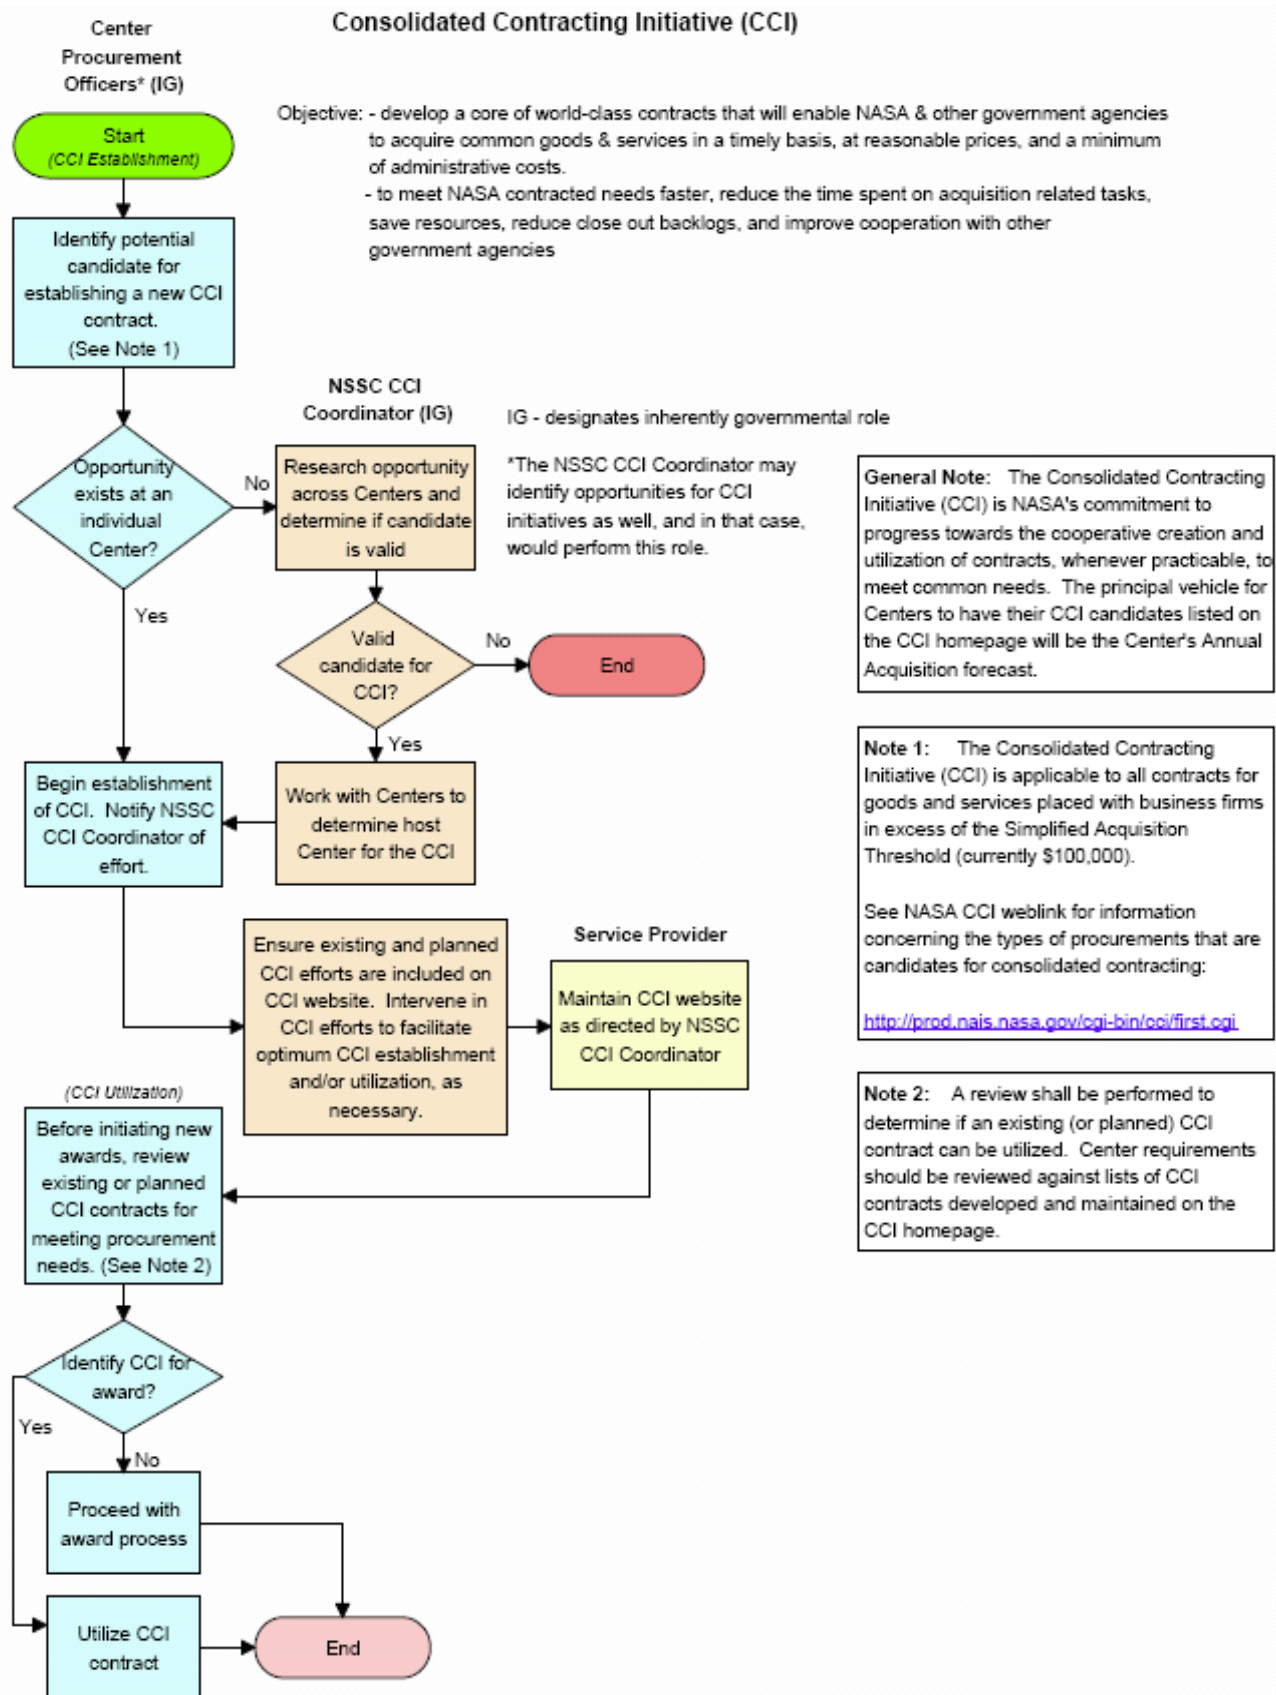 Consolidated Contracting Initiative (CCI)
Center
Procurement
Officers* (IG)
Objective: - develop a core of world-class contracts that will enable NASA & other government agencies
to acquire common goods & services in a timely basis, at reasonable prices, and a minimum
of administrative costs.
- to meet NASA contracted needs faster, reduce the time spent on acquisition related tasks,
save resources, reduce close out backlogs, and improve cooperation with other
government agencies
Start
(CCI Establishment)
Identify potential
candidate for
establishing a new CCI
contract.
(See Note 1)
NSSC CCI
Coordinator (IG)
IG - designates inherently governmental role
*The NSSC CCI Coordinator may
identify opportunities for CCI
initiatives as well, and in that case,
would perform this role.
Opportunity
exists at an
individual
Center?
No
Yes
Research opportunity
across Centers and
determine if candidate
is valid
Valid
candidate for
CCI?
No
End
Yes
Begin establishment
of CCI. Notify NSSC
CCI Coordinator of
effort.
Work with Centers to
determine host
Center for the CCI
Ensure existing and planned
CCI efforts are included on
CCI website. Intervene in
CCI efforts to facilitate
optimum CCI establishment
and/or utilization, as
necessary.
Service Provider
Maintain CCI website
as directed by NSSC
CCI Coordinator
(CCI Utilization)
Before initiating new
awards, review
existing or planned
CCI contracts for
meeting procurement
needs. (See Note 2)
Identify CCI for
award?
Yes
No
Proceed with
award process
Utilize CCI
contract
End
General Note: The Consolidated Contracting
Initiative (CCI) is NASA's commitment to
progress towards the cooperative creation and
utilization of contracts, whenever practicable, to
meet common needs. The principal vehicle for
Centers to have their CCI candidates listed on
the CCI homepage will be the Center's Annual
Acquisition forecast.
Note 1: The Consolidated Contracting
Initiative (CCI) is applicable to all contracts for
goods and services placed with business firms
in excess of the Simplified Acquisition
Threshold (currently $100,000).
See NASA CCI weblink for information
concerning the types of procurements that are
candidates for consolidated contracting:
http://prod.nais.nasa.gov/cgi-bin/cci/first.cgi
Note 2: A review shall be performed to
determine if an existing (or planned) CCI
contract can be utilized. Center requirements
should be reviewed against lists of CCI
contracts developed and maintained on the
CCI homepage.